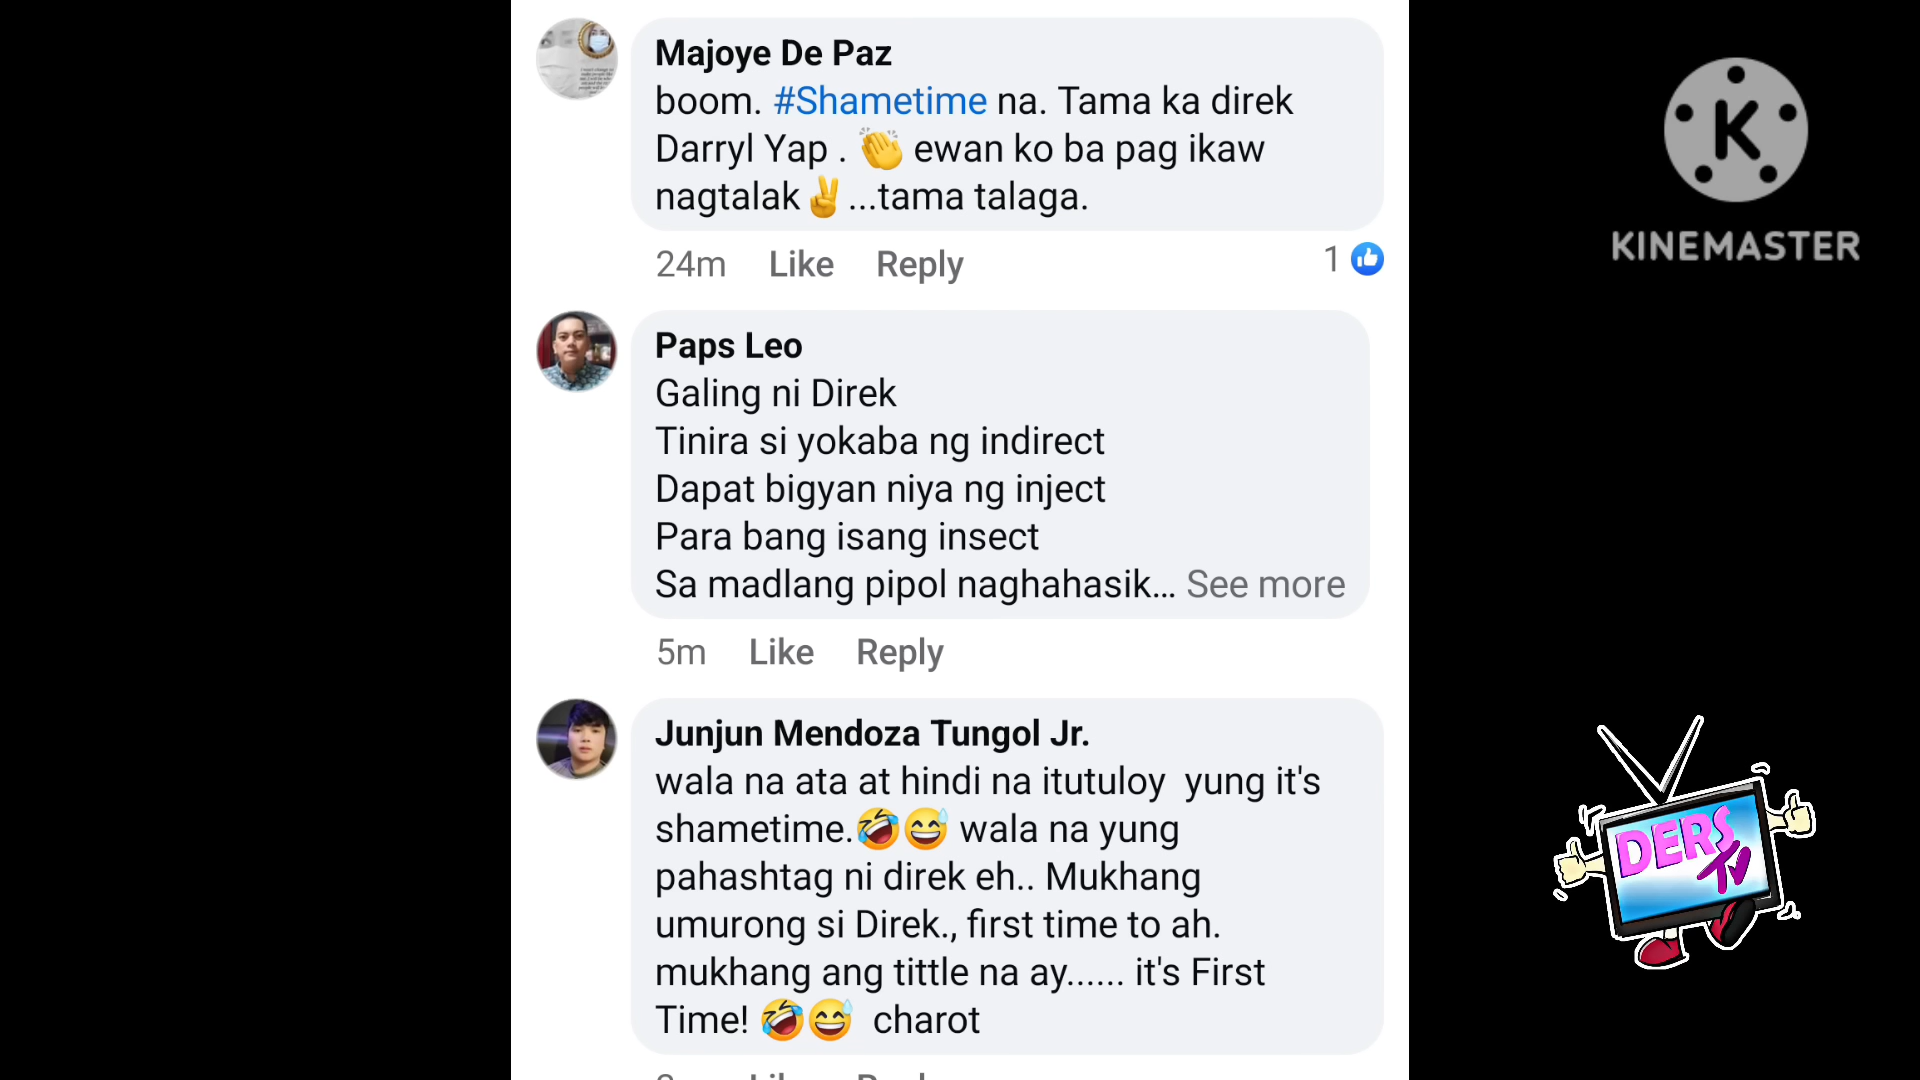 Majoye De Paz
boom. #Shametime na. Tama ka direk
Darryl Yap . 👏 ewan ko ba pag ikaw
nagtalak✌️...tama talaga.
24m Like Reply 1
Paps Leo
Galing ni Direk
Tinira si yokaba ng indirect
Dapat bigyan niya ng inject
Para bang isang insect
Sa madlang pipol naghahasik... See more
5m Like Reply
Junjun Mendoza Tungol Jr.
wala na ata at hindi na itutuloy yung it's
shametime.🤣😅 wala na yung
pahashtag ni direk eh.. Mukhang
umurong si Direk., first time to ah.
mukhang ang tittle na ay...... it's First
Time! 🤣😅 charot
K
KINEMASTER
DERS
TV